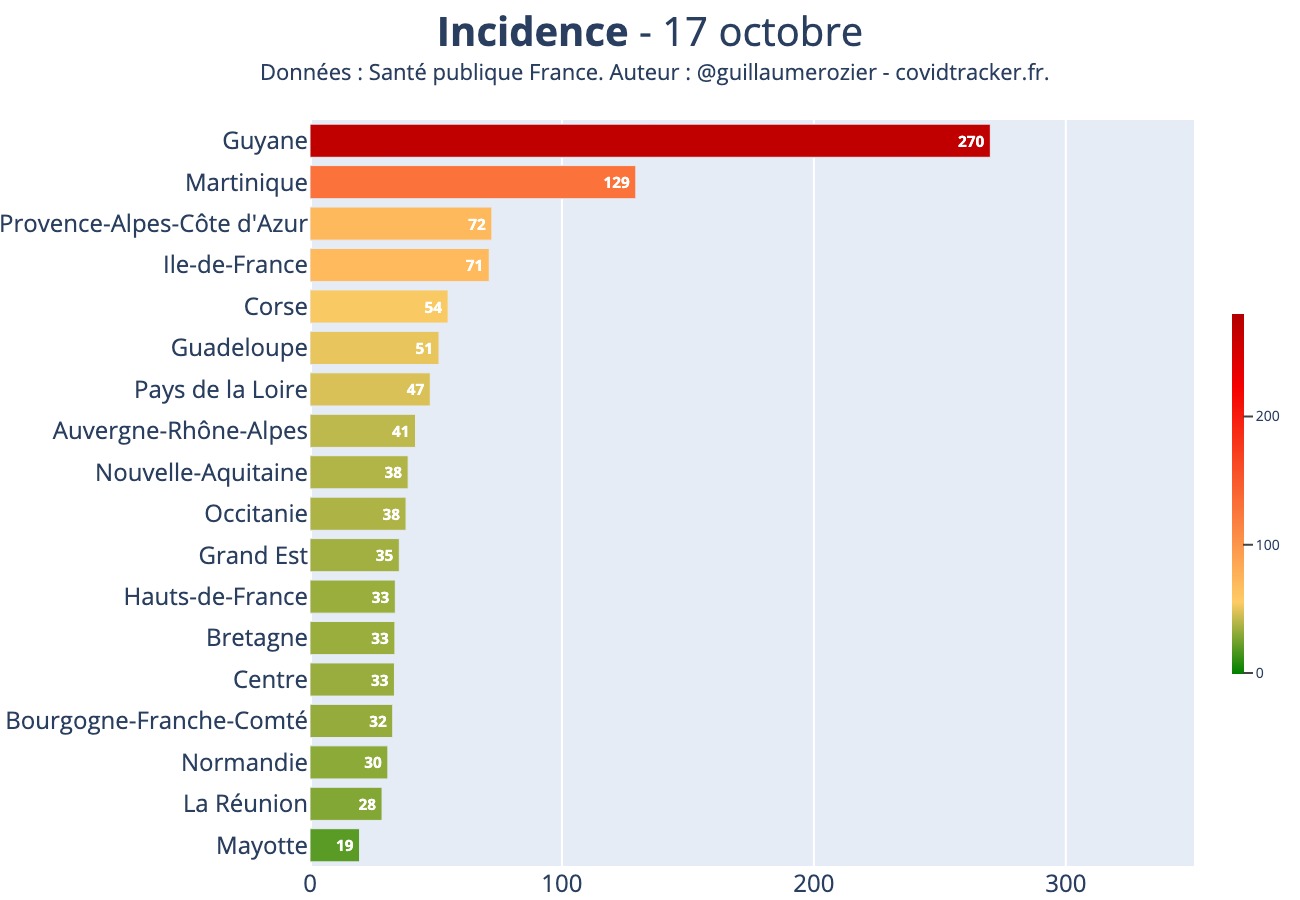 Incidence - 17 octobre
Données : Santé publique France. Auteur : @guillaumerozier - covidtracker.fr.
Guyane 270
Martinique 129
Provence-Alpes-Côte d'Azur 72
Ile-de-France 71
Corse 54
Guadeloupe 51
Pays de la Loire 47
Auvergne-Rhône-Alpes 41
Nouvelle-Aquitaine 38
Occitanie 38
Grand Est 35
Hauts-de-France 33
Bretagne 33
Centre 33
Bourgogne-Franche-Comté 32
Normandie 30
La Réunion 28
Mayotte 19
0 100 200 300
200
100
0